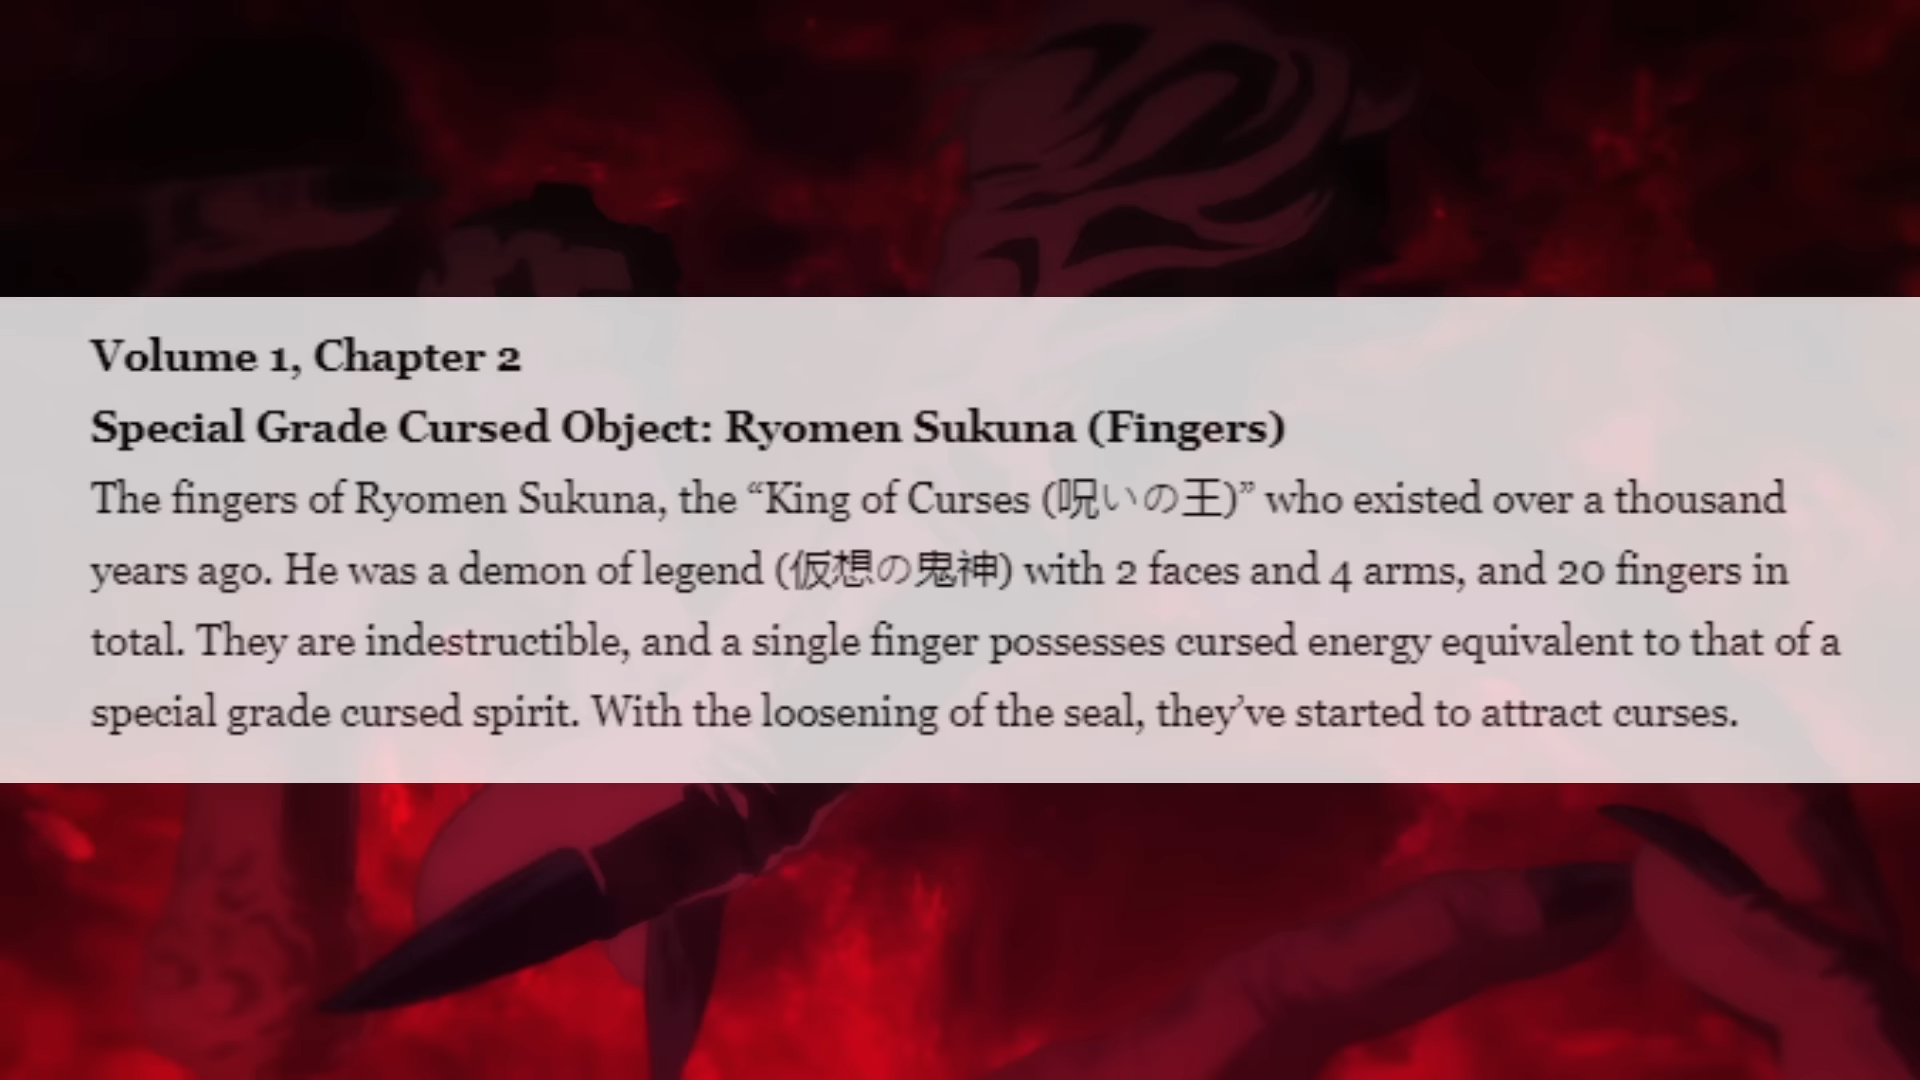 Volume 1, Chapter 2
Special Grade Cursed Object: Ryomen Sukuna (Fingers)
The fingers of Ryomen Sukuna, the “King of Curses (呪いの王)” who existed over a thousand
years ago. He was a demon of legend (仮想の鬼神) with 2 faces and 4 arms, and 20 fingers in
total. They are indestructible, and a single finger possesses cursed energy equivalent to that of a
special grade cursed spirit. With the loosening of the seal, they’ve started to attract curses.